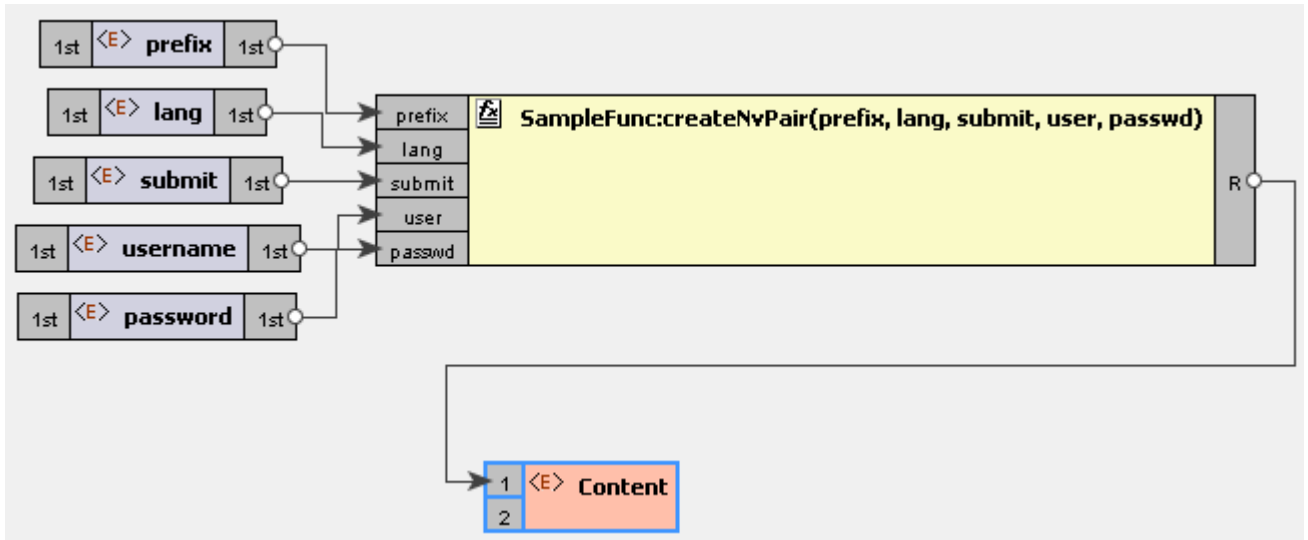 1st <E> prefix 1st
1st <E> lang 1st
1st <E> submit 1st
1st <E> username 1st
1st <E> password 1st
prefix
lang
submit
user
passwd
fx SampleFunc:createNvPair(prefix, lang, submit, user, passwd)
R
1 <E> Content
2